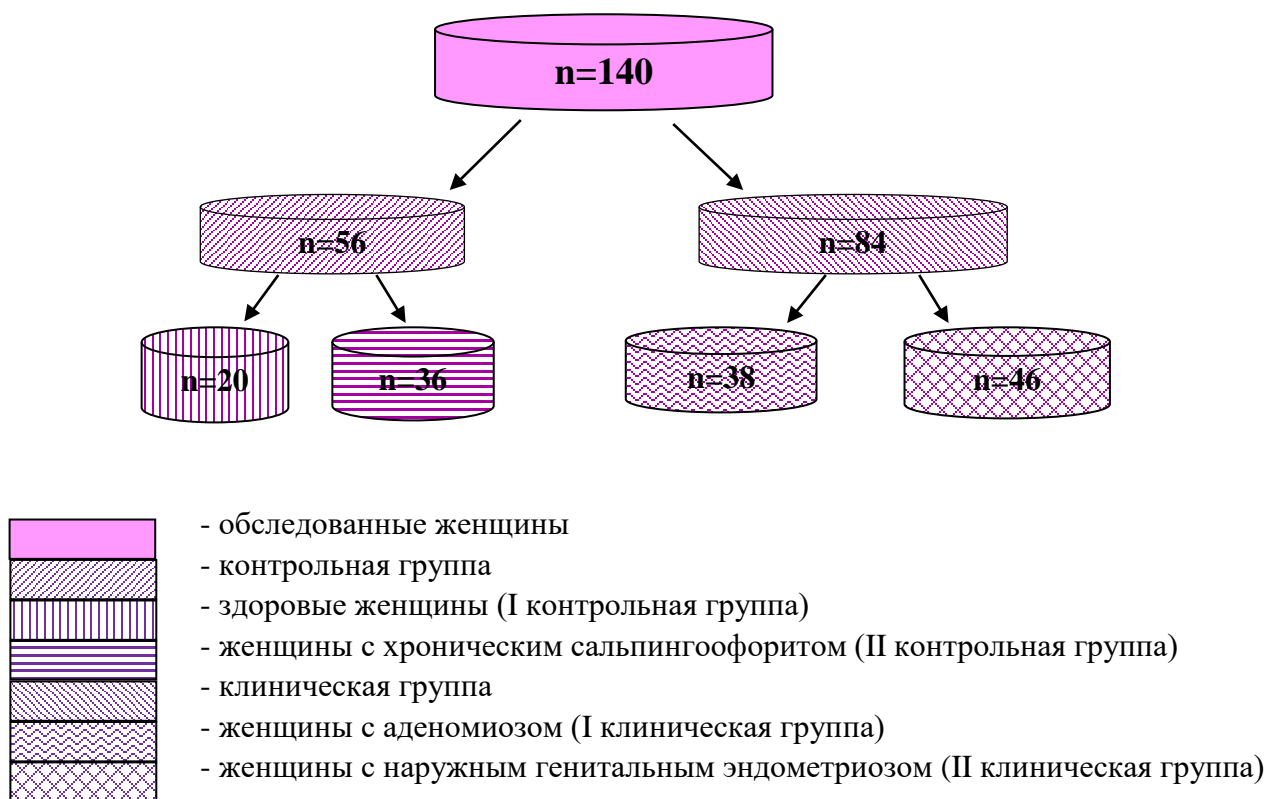 n=140
n=56
n=84
n=20
n=36
n=38
n=46
- обследованные женщины
- контрольная группа
- здоровые женщины (I контрольная группа)
- женщины с хроническим сальпингоофоритом (II контрольная группа)
- клиническая группа
- женщины с аденомиозом (I клиническая группа)
- женщины с наружным генитальным эндометриозом (II клиническая группа)